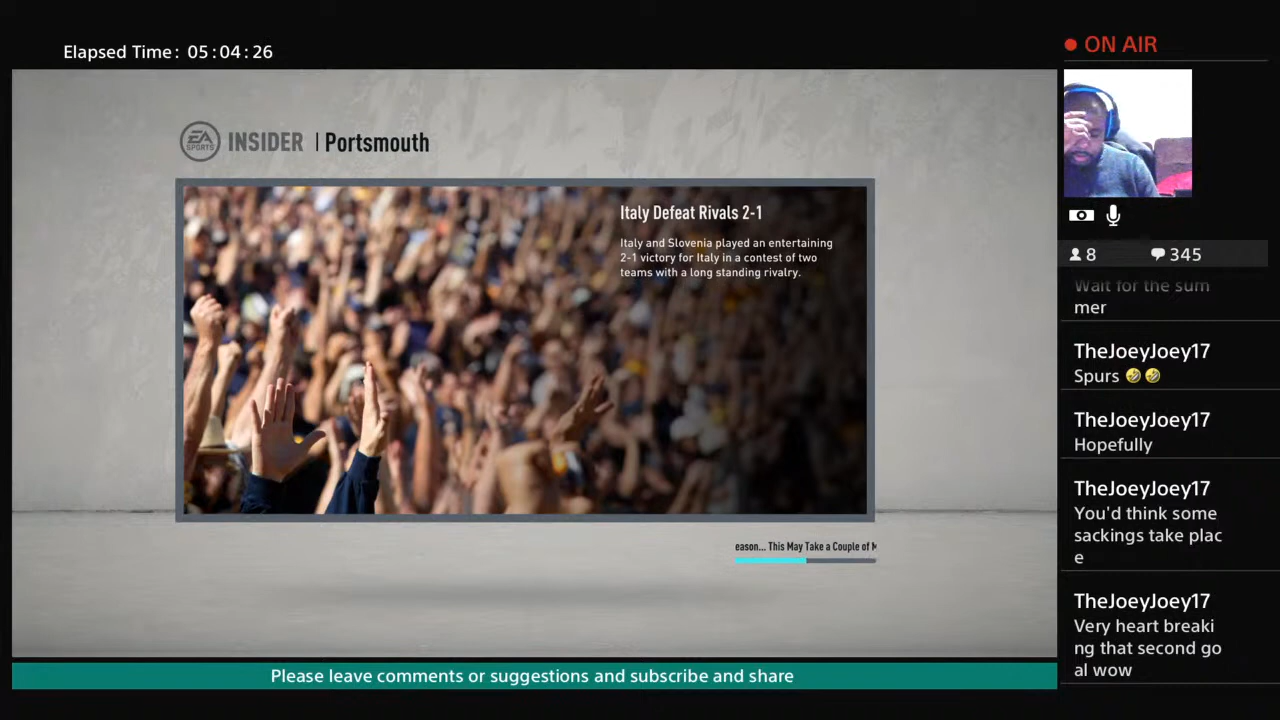 Elapsed Time: 05:04:26
ON AIR
EA SPORTS INSIDER | Portsmouth
Italy Defeat Rivals 2-1
Italy and Slovenia played an entertaining
2-1 victory for Italy in a contest of two
teams with a long standing rivalry.
eason... This May Take a Couple of M
Please leave comments or suggestions and subscribe and share
8 345
Wait for the sum
mer
TheJoeyJoey17
Spurs 🤣🤣
TheJoeyJoey17
Hopefully
TheJoeyJoey17
You'd think some
sackings take plac
e
TheJoeyJoey17
Very heart breaki
ng that second go
al wow